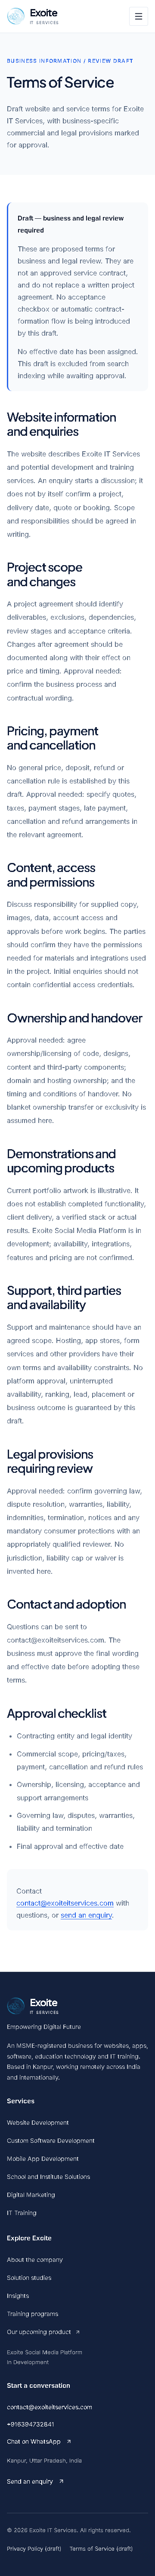 Exoite
IT SERVICES
BUSINESS INFORMATION / REVIEW DRAFT
Terms of Service
Draft website and service terms for Exoite
IT Services, with business-specific
commercial and legal provisions marked
for approval.
Draft — business and legal review
required
These are proposed terms for
business and legal review. They are
not an approved service contract,
and do not replace a written project
agreement. No acceptance
checkbox or automatic contract-
formation flow is being introduced
by this draft.
No effective date has been assigned.
This draft is excluded from search
indexing while awaiting approval.
Website information
and enquiries
The website describes Exoite IT Services
and potential development and training
services. An enquiry starts a discussion; it
does not by itself confirm a project,
delivery date, quote or booking. Scope
and responsibilities should be agreed in
writing.
Project scope
and changes
A project agreement should identify
deliverables, exclusions, dependencies,
review stages and acceptance criteria.
Changes after agreement should be
documented along with their effect on
price and timing. Approval needed:
confirm the business process and
contractual wording.
Pricing, payment
and cancellation
No general price, deposit, refund or
cancellation rule is established by this
draft. Approval needed: specify quotes,
taxes, payment stages, late payment,
cancellation and refund arrangements in
the relevant agreement.
Content, access
and permissions
Discuss responsibility for supplied copy,
images, data, account access and
approvals before work begins. The parties
should confirm they have the permissions
needed for materials and integrations used
in the project. Initial enquiries should not
contain confidential access credentials.
Ownership and handover
Approval needed: agree
ownership/licensing of code, designs,
content and third-party components;
domain and hosting ownership; and the
timing and conditions of handover. No
blanket ownership transfer or exclusivity is
assumed here.
Demonstrations and
upcoming products
Current portfolio artwork is illustrative. It
does not establish completed functionality,
client delivery, a verified stack or actual
results. Exoite Social Media Platform is in
development; availability, integrations,
features and pricing are not confirmed.
Support, third parties
and availability
Support and maintenance should have an
agreed scope. Hosting, app stores, form
services and other providers have their
own terms and availability constraints. No
platform approval, uninterrupted
availability, ranking, lead, placement or
business outcome is guaranteed by this
draft.
Legal provisions
requiring review
Approval needed: confirm governing law,
dispute resolution, warranties, liability,
indemnities, termination, notices and any
mandatory consumer protections with an
appropriately qualified reviewer. No
jurisdiction, liability cap or waiver is
invented here.
Contact and adoption
Questions can be sent to
contact@exoiteitservices.com. The
business must approve the final wording
and effective date before adopting these
terms.
Approval checklist
• Contracting entity and legal identity
• Commercial scope, pricing/taxes,
payment, cancellation and refund rules
• Ownership, licensing, acceptance and
support arrangements
• Governing law, disputes, warranties,
liability and termination
• Final approval and effective date
Contact
contact@exoiteitservices.com with
questions, or send an enquiry.
Exoite
IT SERVICES
Empowering Digital Future
An MSME-registered business for websites, apps,
software, education technology and IT training.
Based in Kanpur, working remotely across India
and internationally.
Services
Website Development
Custom Software Development
Mobile App Development
School and Institute Solutions
Digital Marketing
IT Training
Explore Exoite
About the company
Solution studies
Insights
Training programs
Our upcoming product ↗
Exoite Social Media Platform
In Development
Start a conversation
contact@exoiteitservices.com
+916394732841
Chat on WhatsApp ↗
Kanpur, Uttar Pradesh, India
Send an enquiry ↗
© 2026 Exoite IT Services. All rights reserved.
Privacy Policy (draft) Terms of Service (draft)